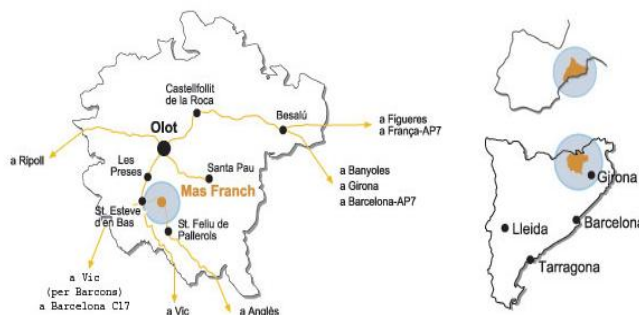 Castellfollit
de la Roca
Olot
Besalú
a Figueres
a França-AP7
a Ripoll
Les
Preses
Santa Pau
a Banyoles
a Girona
a Barcelona-AP7
Mas Franch
St. Esteve
d'en Bas
St. Feliu de
Pallerols
a Vic
(per Barcons)
a Barcelona C17
a Vic
a Anglès
Girona
Lleida
Barcelona
Tarragona